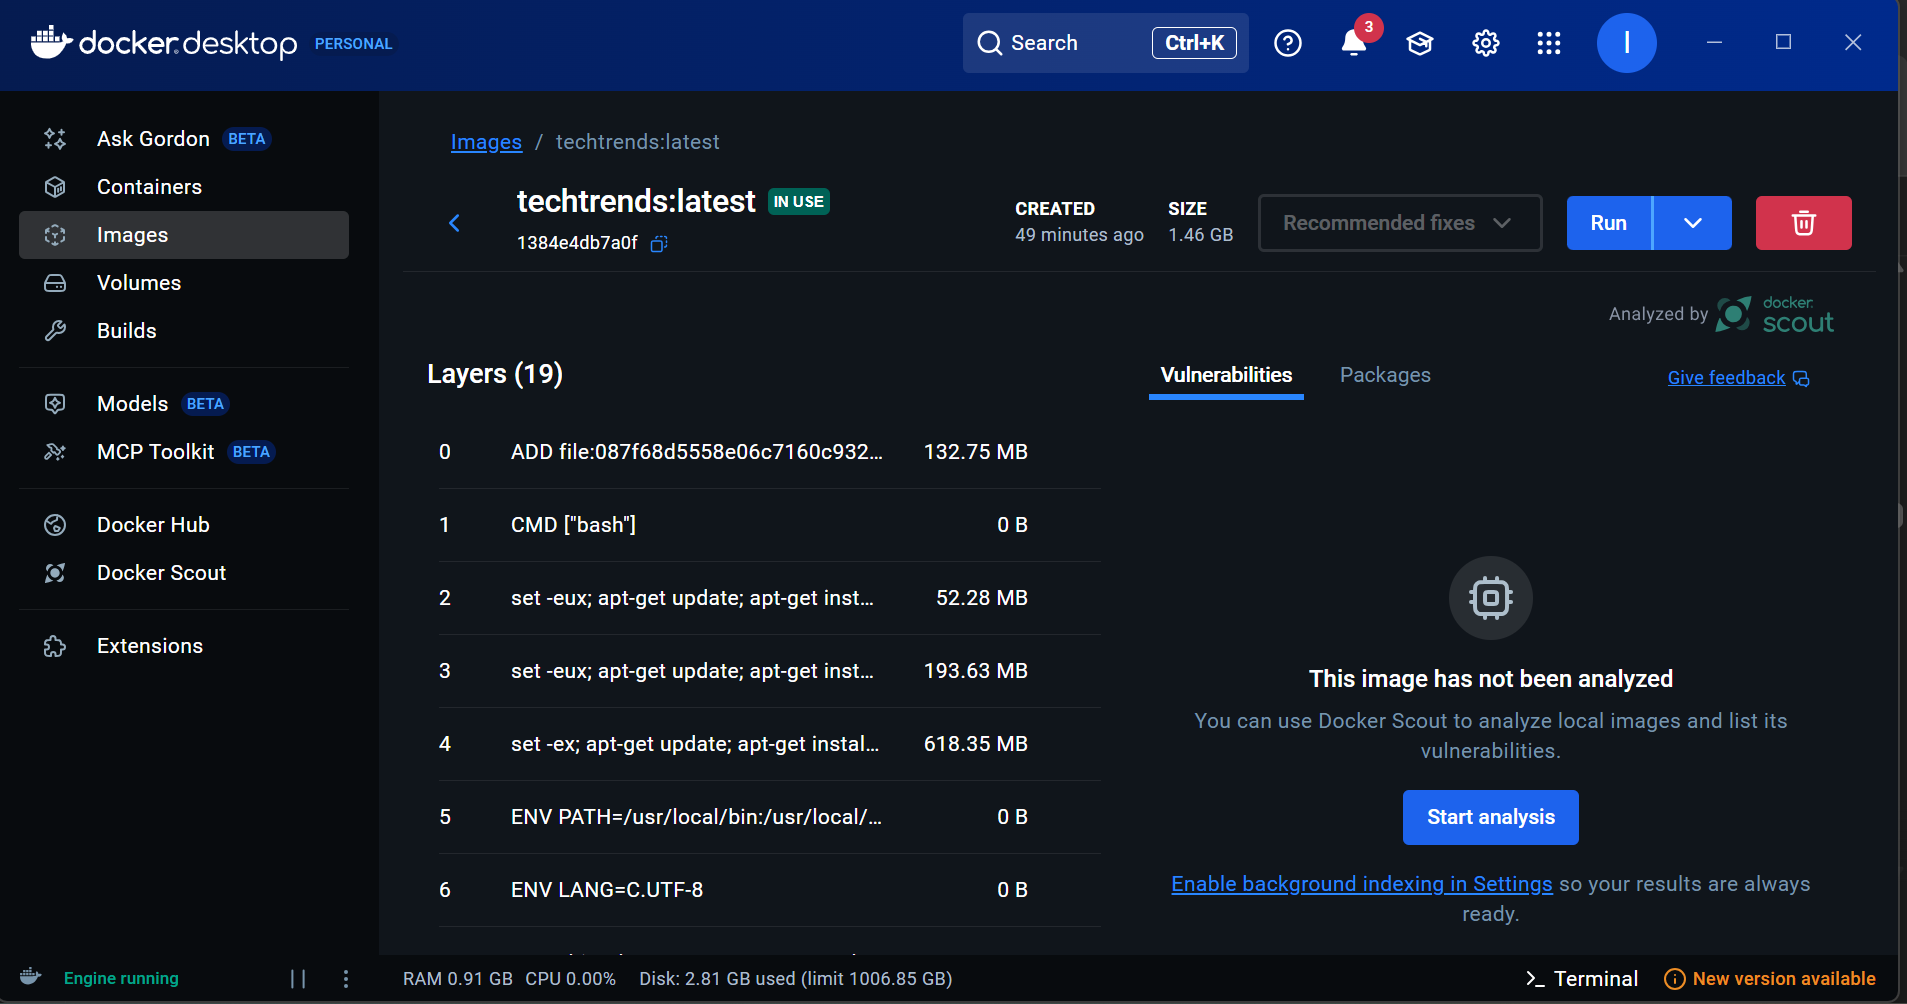 docker desktop PERSONAL
Search Ctrl+K
3
I
Ask Gordon BETA
Containers
Images
Volumes
Builds
Models BETA
MCP Toolkit BETA
Docker Hub
Docker Scout
Extensions
Images / techtrends:latest
techtrends:latest IN USE
1384e4db7a0f
CREATED
49 minutes ago
SIZE
1.46 GB
Recommended fixes
Run
Analyzed by docker scout
Layers (19)
0 ADD file:087f68d5558e06c7160c932... 132.75 MB
1 CMD ["bash"] 0 B
2 set -eux; apt-get update; apt-get inst... 52.28 MB
3 set -eux; apt-get update; apt-get inst... 193.63 MB
4 set -ex; apt-get update; apt-get instal... 618.35 MB
5 ENV PATH=/usr/local/bin:/usr/local/... 0 B
6 ENV LANG=C.UTF-8 0 B
Vulnerabilities
Packages
Give feedback
This image has not been analyzed
You can use Docker Scout to analyze local images and list its
vulnerabilities.
Start analysis
Enable background indexing in Settings so your results are always
ready.
Engine running
RAM 0.91 GB CPU 0.00% Disk: 2.81 GB used (limit 1006.85 GB)
>_ Terminal
New version available